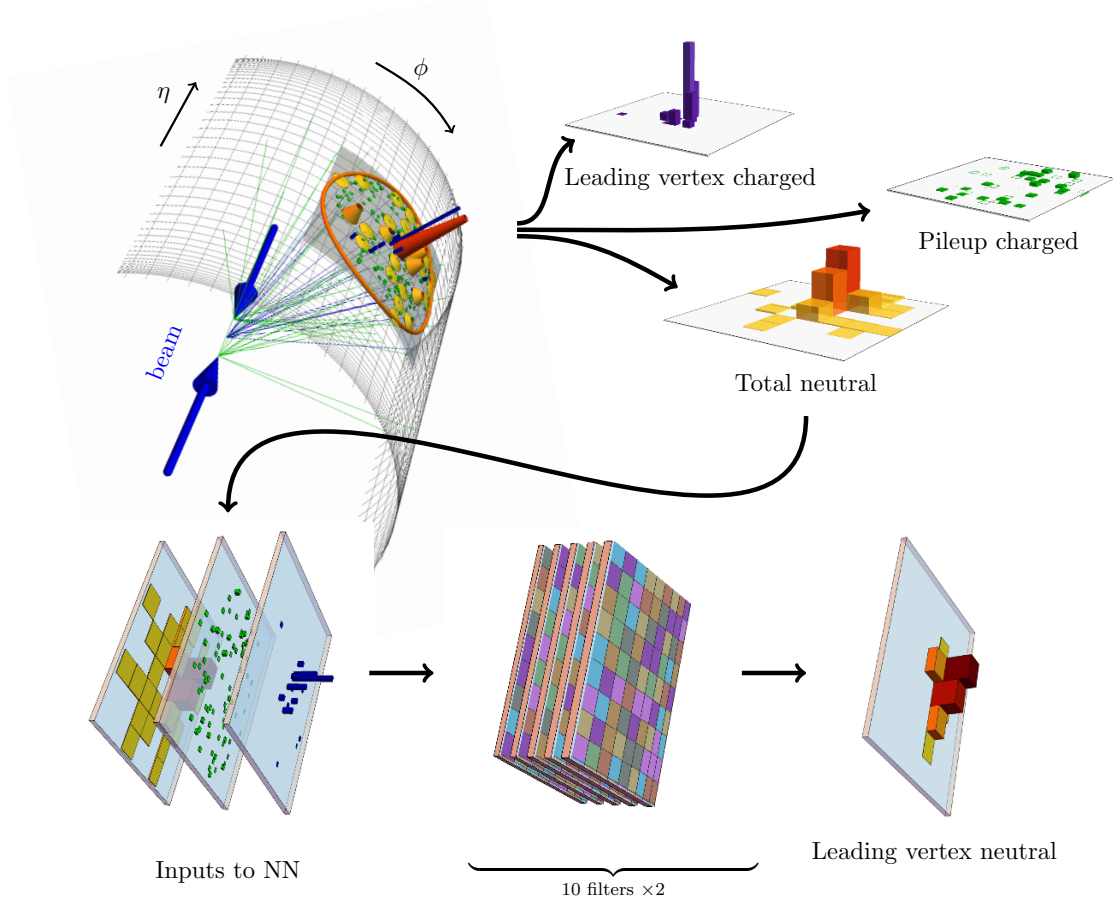 η
ϕ
beam
Leading vertex charged
Pileup charged
Total neutral
Inputs to NN
10 filters ×2
Leading vertex neutral